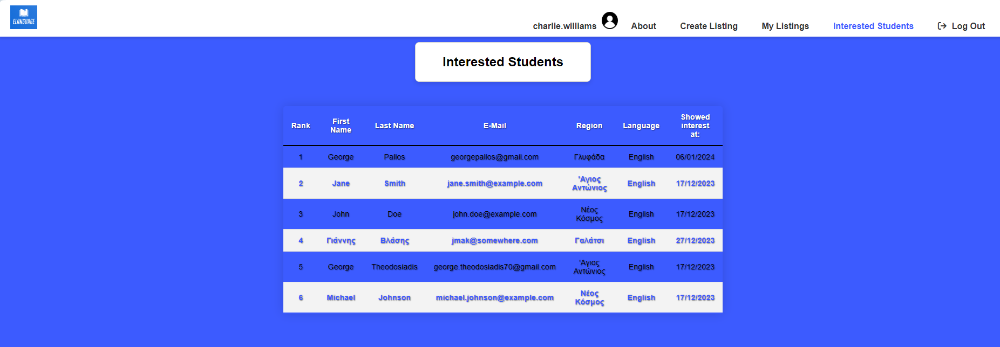 ELANGUAGE
charlie.williams About Create Listing My Listings Interested Students Log Out
Interested Students
Rank First Name Last Name E-Mail Region Language Showed interest at:
1 George Pallos georgepallos@gmail.com Γλυφάδα English 06/01/2024
2 Jane Smith jane.smith@example.com 'Αγιος Αντώνιος English 17/12/2023
3 John Doe john.doe@example.com Νέος Κόσμος English 17/12/2023
4 Γιάννης Βλάσης jmak@somewhere.com Γαλάτσι English 27/12/2023
5 George Theodosiadis george.theodosiadis70@gmail.com 'Αγιος Αντώνιος English 17/12/2023
6 Michael Johnson michael.johnson@example.com Νέος Κόσμος English 17/12/2023